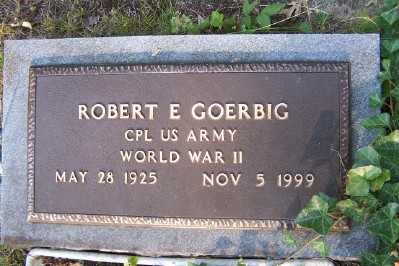 ROBERT E GOERBIG
CPL US ARMY
WORLD WAR II
MAY 28 1925 NOV 5 1999